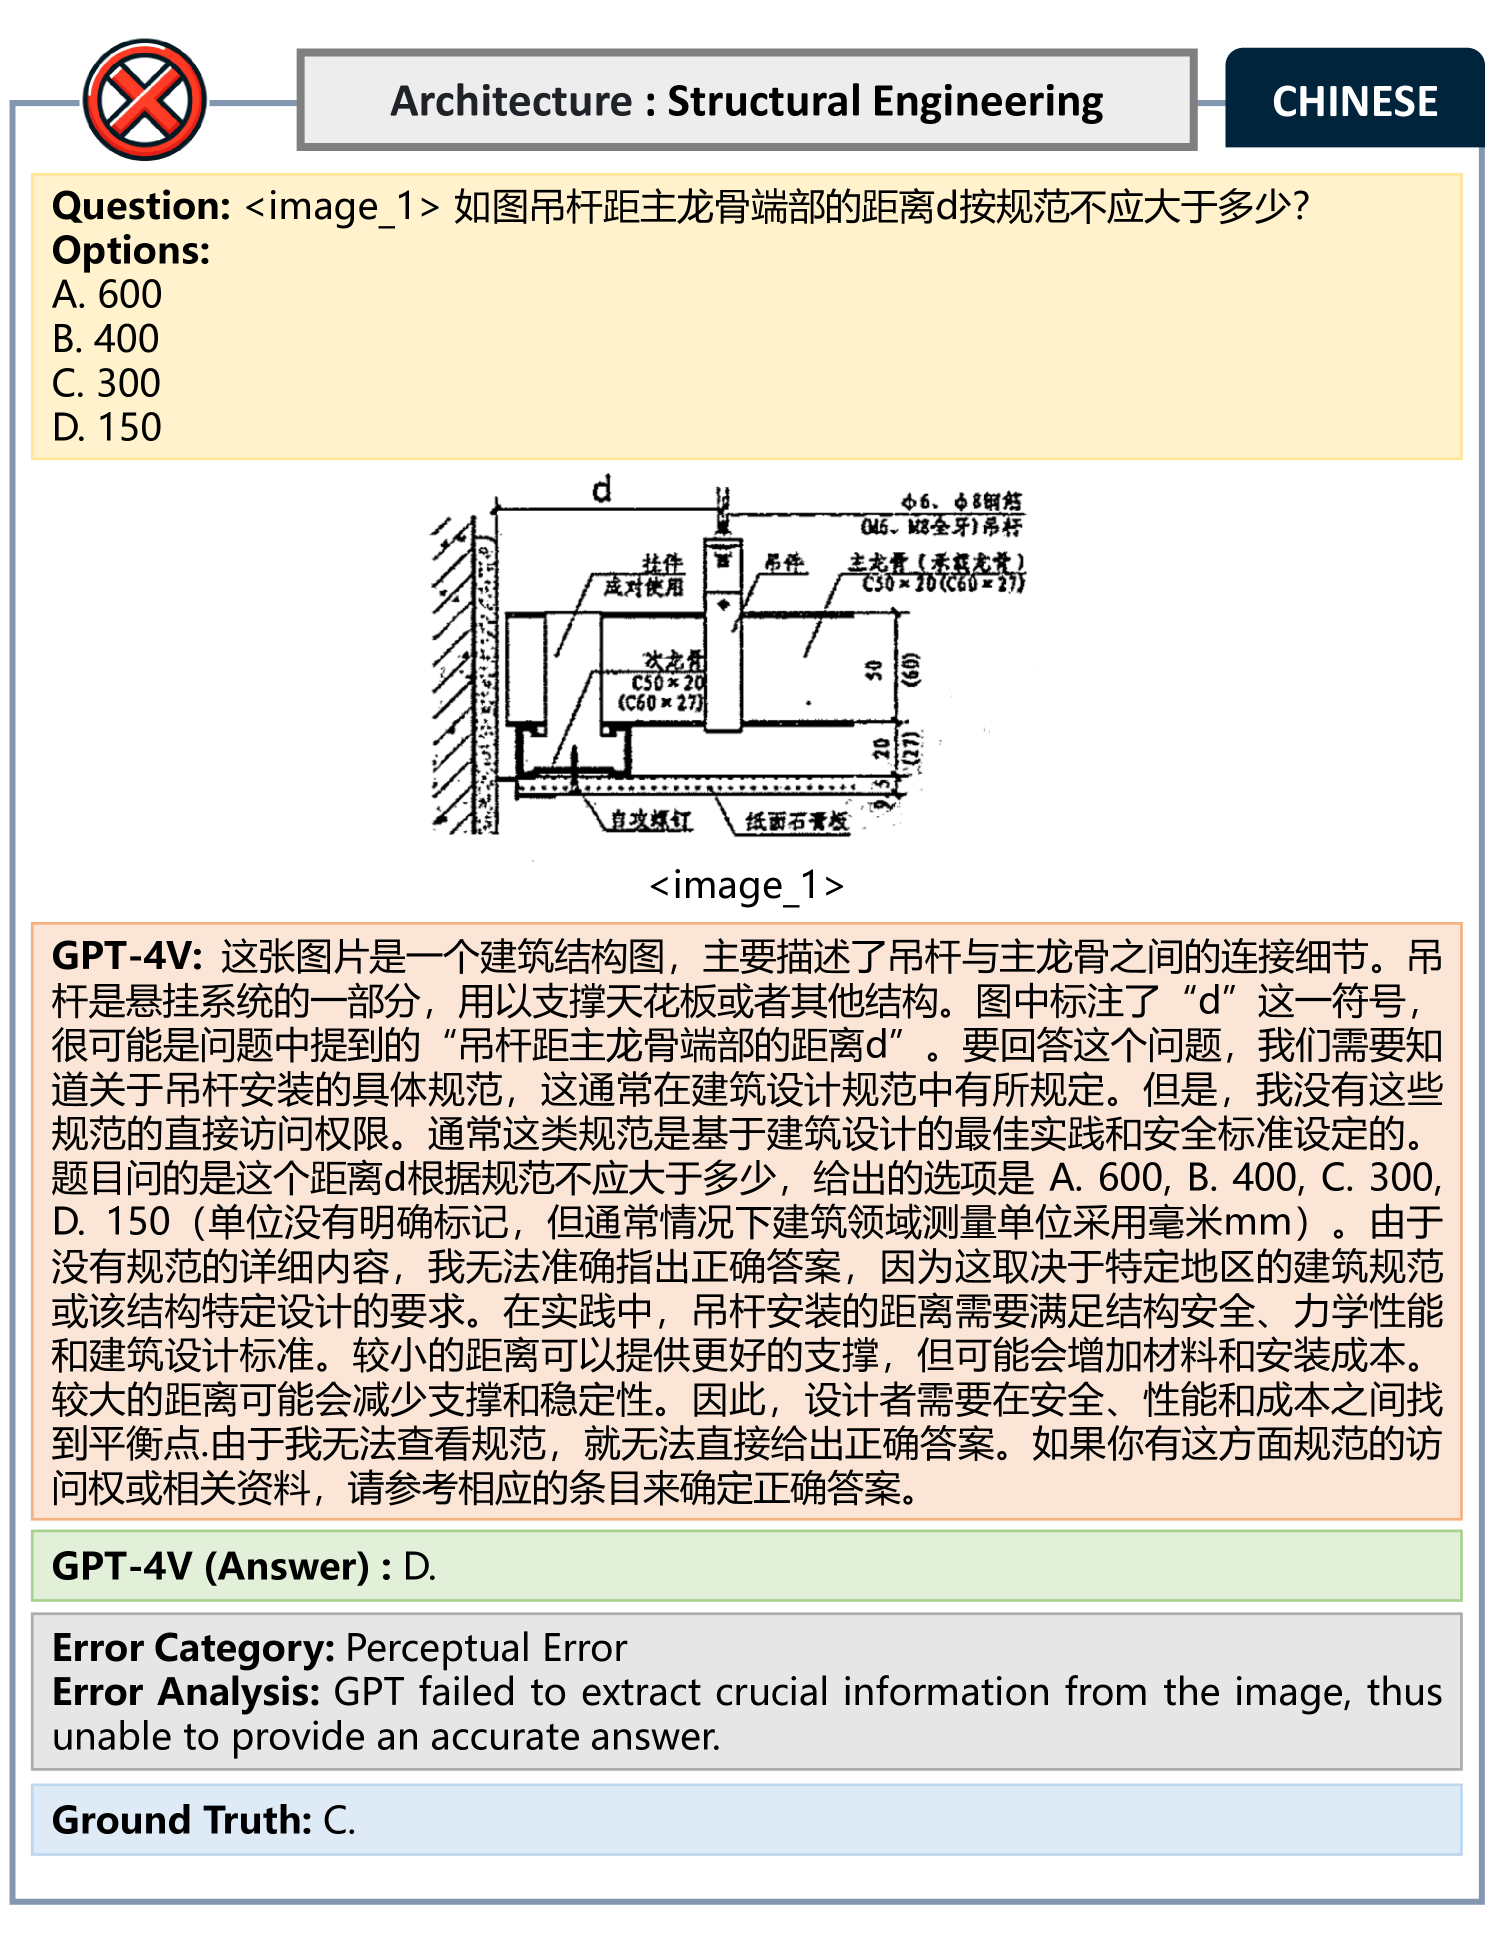 Architecture : Structural Engineering
CHINESE
Question: <image_1> 如图吊杆距主龙骨端部的距离d按规范不应大于多少?
Options:
A. 600
B. 400
C. 300
D. 150
d
ф6、ф8钢筋
(M6、M8全牙)吊杆
挂件
成对使用
吊件
主龙骨(承载龙骨)
C50×20(C60×27)
次龙骨
C50×20
(C60×27)
50
(60)
20
(27)
9.5
自攻螺钉
纸面石膏板
<image_1>
GPT-4V: 这张图片是一个建筑结构图，主要描述了吊杆与主龙骨之间的连接细节。吊
杆是悬挂系统的一部分，用以支撑天花板或者其他结构。图中标注了“d”这一符号，
很可能是问题中提到的“吊杆距主龙骨端部的距离d”。要回答这个问题，我们需要知
道关于吊杆安装的具体规范，这通常在建筑设计规范中有所规定。但是，我没有这些
规范的直接访问权限。通常这类规范是基于建筑设计的最佳实践和安全标准设定的。
题目问的是这个距离d根据规范不应大于多少，给出的选项是 A. 600, B. 400, C. 300,
D. 150（单位没有明确标记，但通常情况下建筑领域测量单位采用毫米mm）。由于
没有规范的详细内容，我无法准确指出正确答案，因为这取决于特定地区的建筑规范
或该结构特定设计的要求。在实践中，吊杆安装的距离需要满足结构安全、力学性能
和建筑设计标准。较小的距离可以提供更好的支撑，但可能会增加材料和安装成本。
较大的距离可能会减少支撑和稳定性。因此，设计者需要在安全、性能和成本之间找
到平衡点.由于我无法查看规范，就无法直接给出正确答案。如果你有这方面规范的访
问权或相关资料，请参考相应的条目来确定正确答案。
GPT-4V (Answer) : D.
Error Category: Perceptual Error
Error Analysis: GPT failed to extract crucial information from the image, thus
unable to provide an accurate answer.
Ground Truth: C.